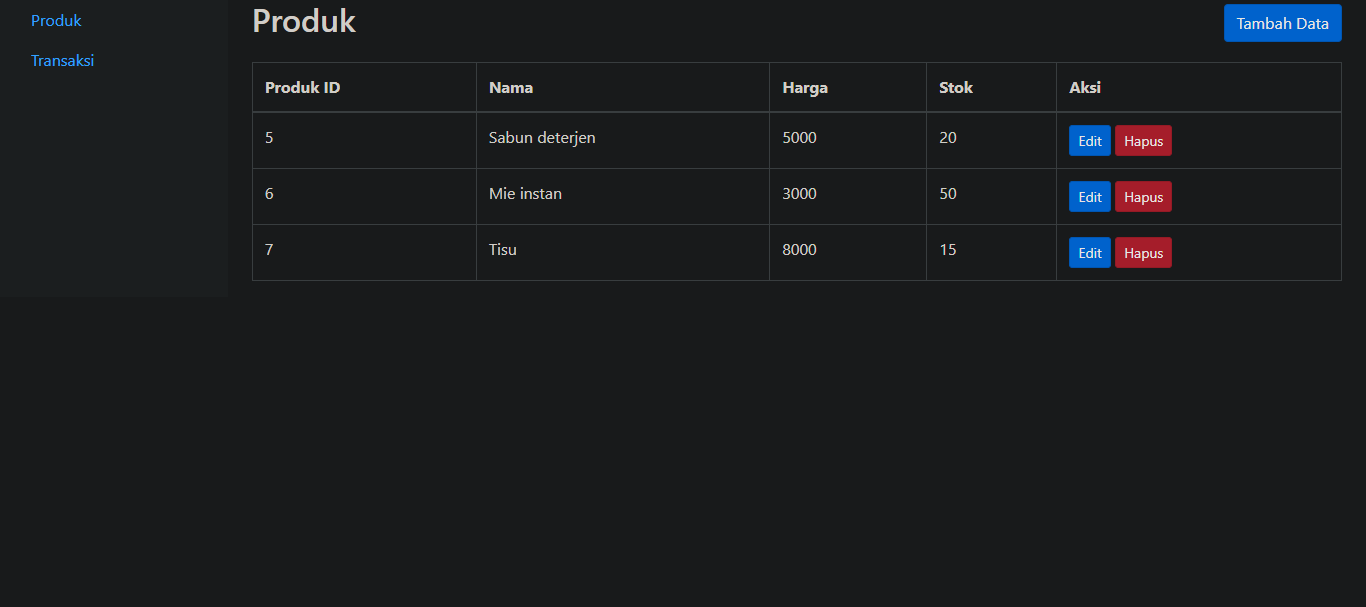 Produk
Transaksi
Produk
Tambah Data
Produk ID Nama Harga Stok Aksi
5 Sabun deterjen 5000 20 Edit Hapus
6 Mie instan 3000 50 Edit Hapus
7 Tisu 8000 15 Edit Hapus